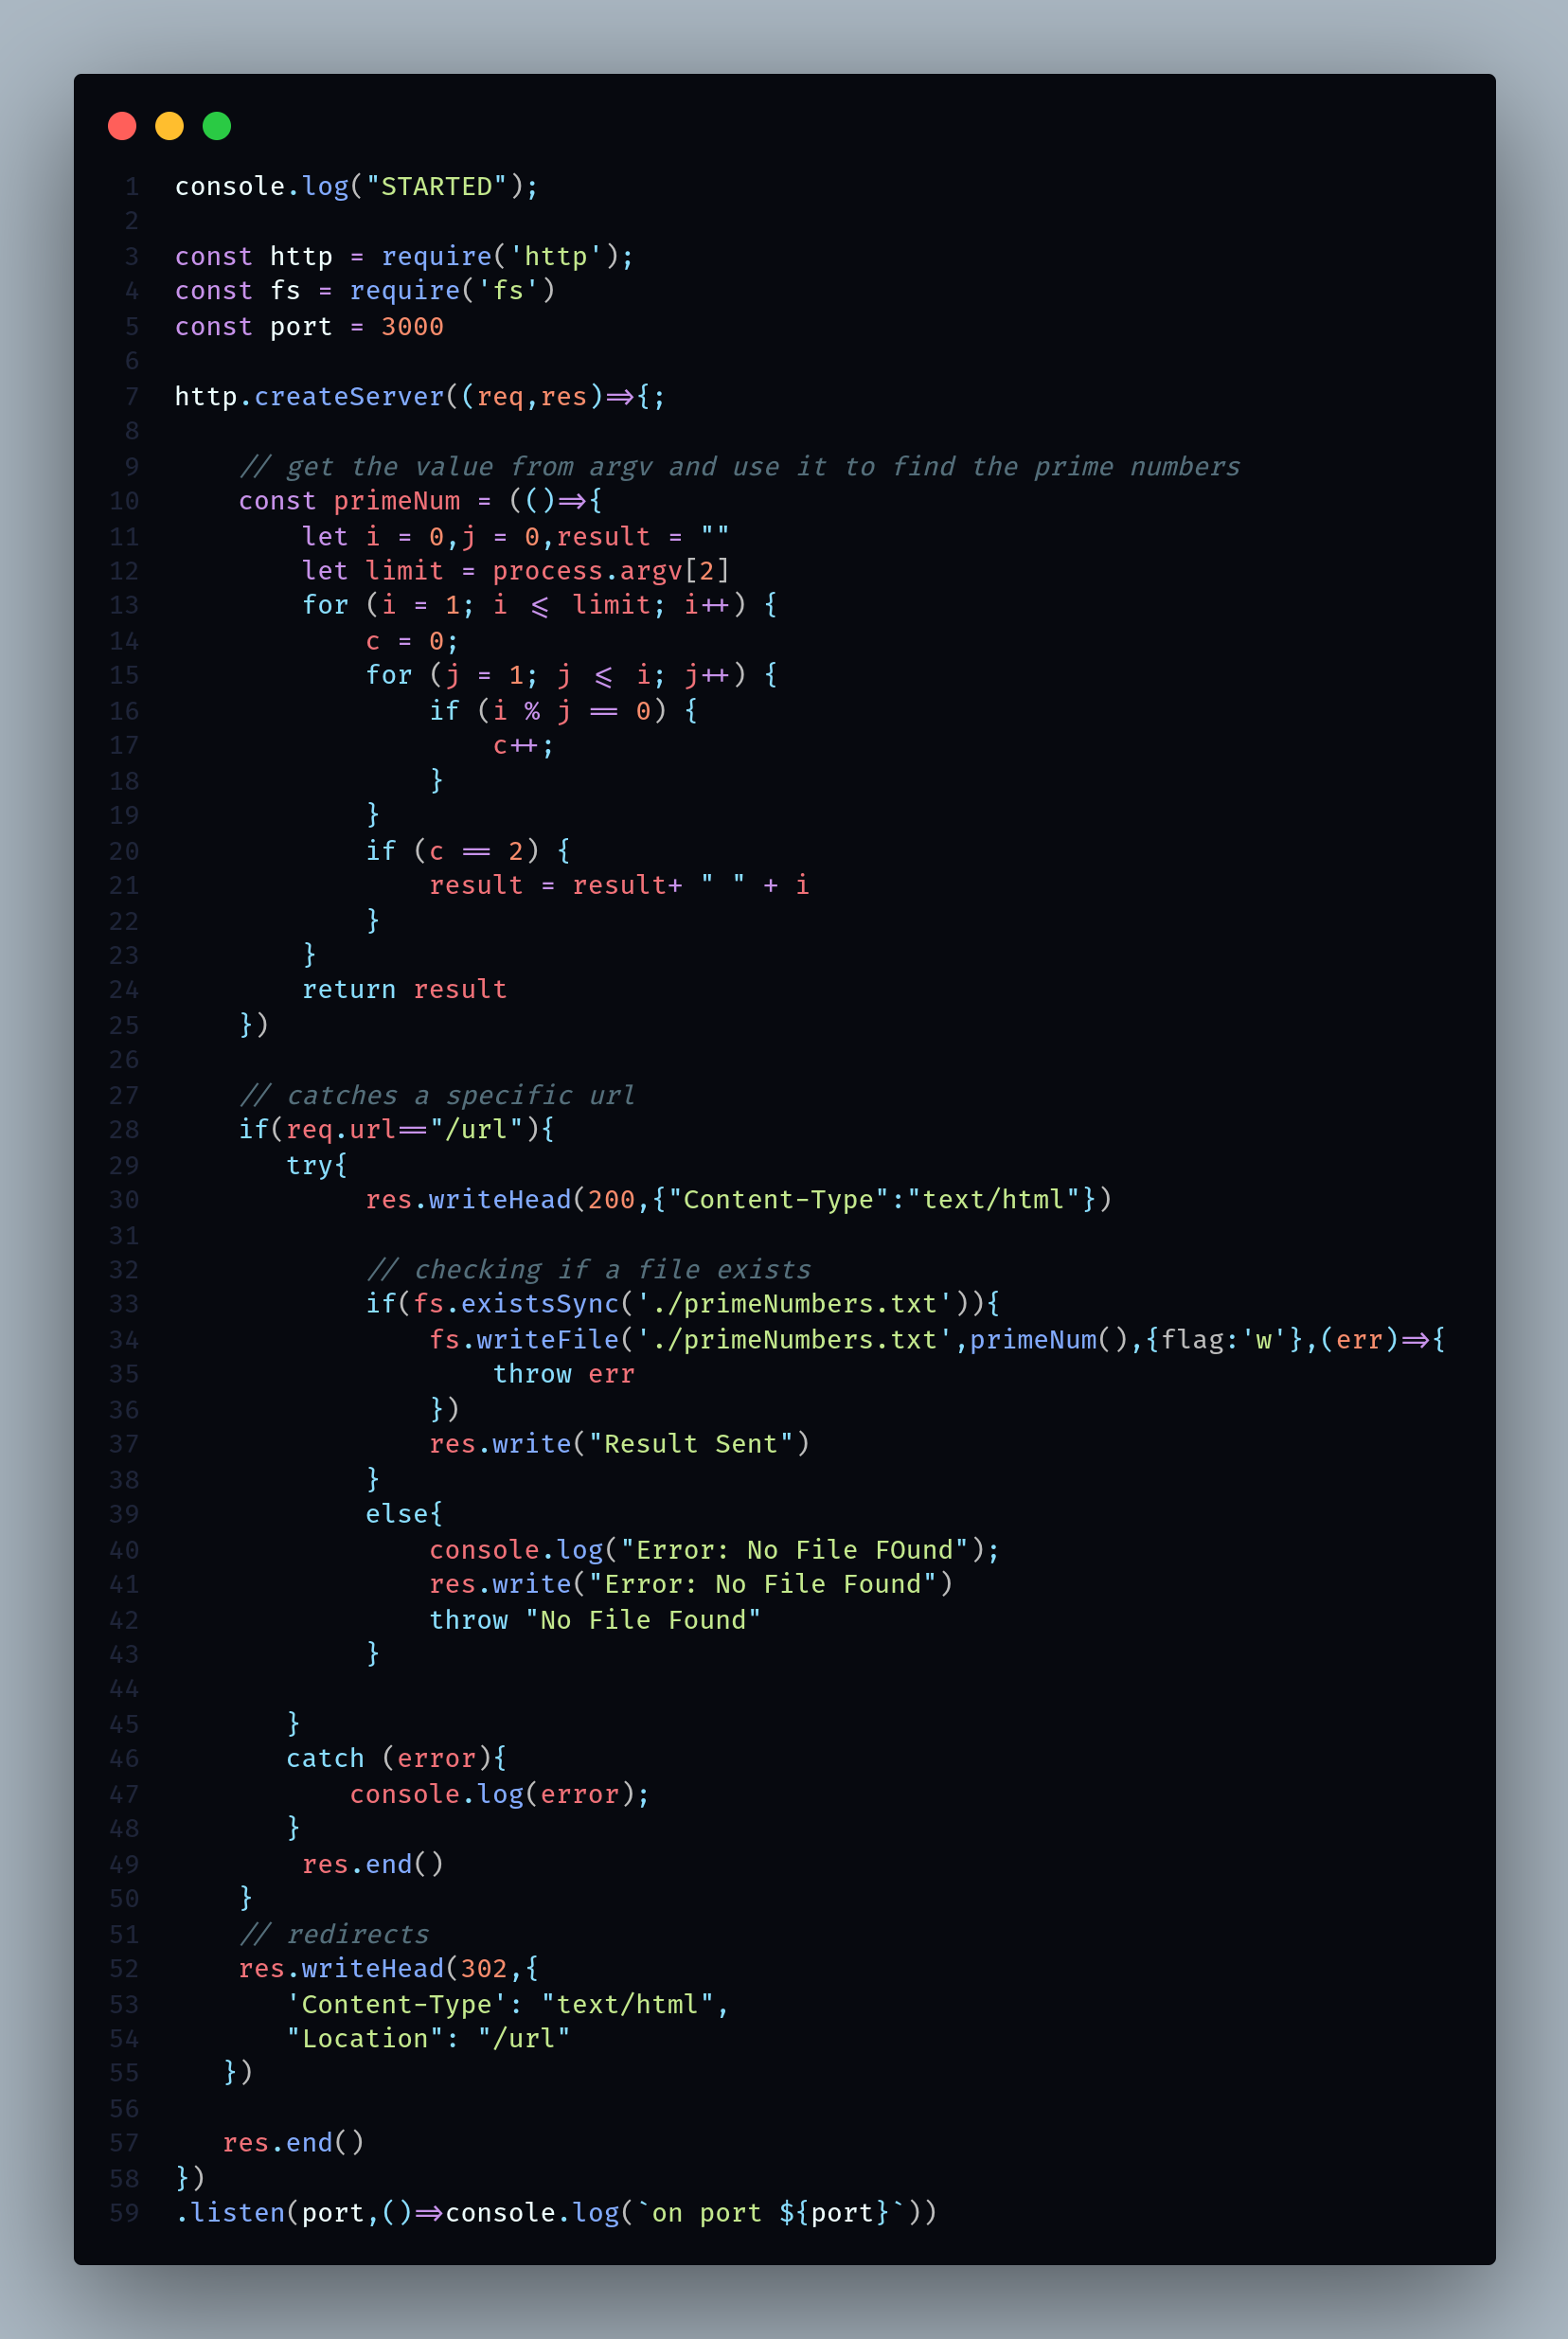 1 console.log("STARTED");
2
3 const http = require('http');
4 const fs = require('fs')
5 const port = 3000
6
7 http.createServer((req,res)=>{;
8
9     // get the value from argv and use it to find the prime numbers
10     const primeNum = (()=>{
11         let i = 0,j = 0,result = ""
12         let limit = process.argv[2]
13         for (i = 1; i <= limit; i++) {
14             c = 0;
15             for (j = 1; j <= i; j++) {
16                 if (i % j == 0) {
17                     c++;
18                 }
19             }
20             if (c == 2) {
21                 result = result+ " " + i
22             }
23         }
24         return result
25     })
26
27     // catches a specific url
28     if(req.url=="/url"){
29        try{
30             res.writeHead(200,{"Content-Type":"text/html"})
31
32             // checking if a file exists
33             if(fs.existsSync('./primeNumbers.txt')){
34                 fs.writeFile('./primeNumbers.txt',primeNum(),{flag:'w'},(err)=>{
35                     throw err
36                 })
37                 res.write("Result Sent")
38             }
39             else{
40                 console.log("Error: No File FOund");
41                 res.write("Error: No File Found")
42                 throw "No File Found"
43             }
44
45        }
46        catch (error){
47            console.log(error);
48        }
49         res.end()
50     }
51     // redirects
52     res.writeHead(302,{
53        'Content-Type': "text/html",
54        "Location": "/url"
55    })
56
57    res.end()
58 })
59 .listen(port,()=>console.log(`on port ${port}`))